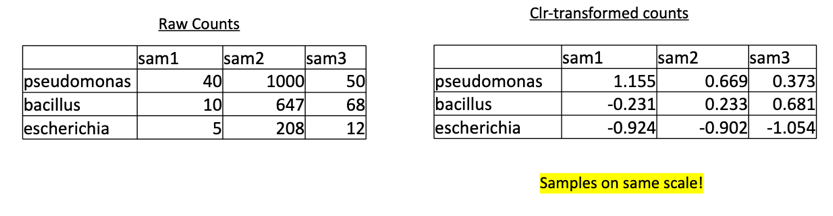 Raw Counts
sam1 sam2 sam3
pseudomonas 40 1000 50
bacillus 10 647 68
escherichia 5 208 12
Clr-transformed counts
sam1 sam2 sam3
pseudomonas 1.155 0.669 0.373
bacillus -0.231 0.233 0.681
escherichia -0.924 -0.902 -1.054
Samples on same scale!